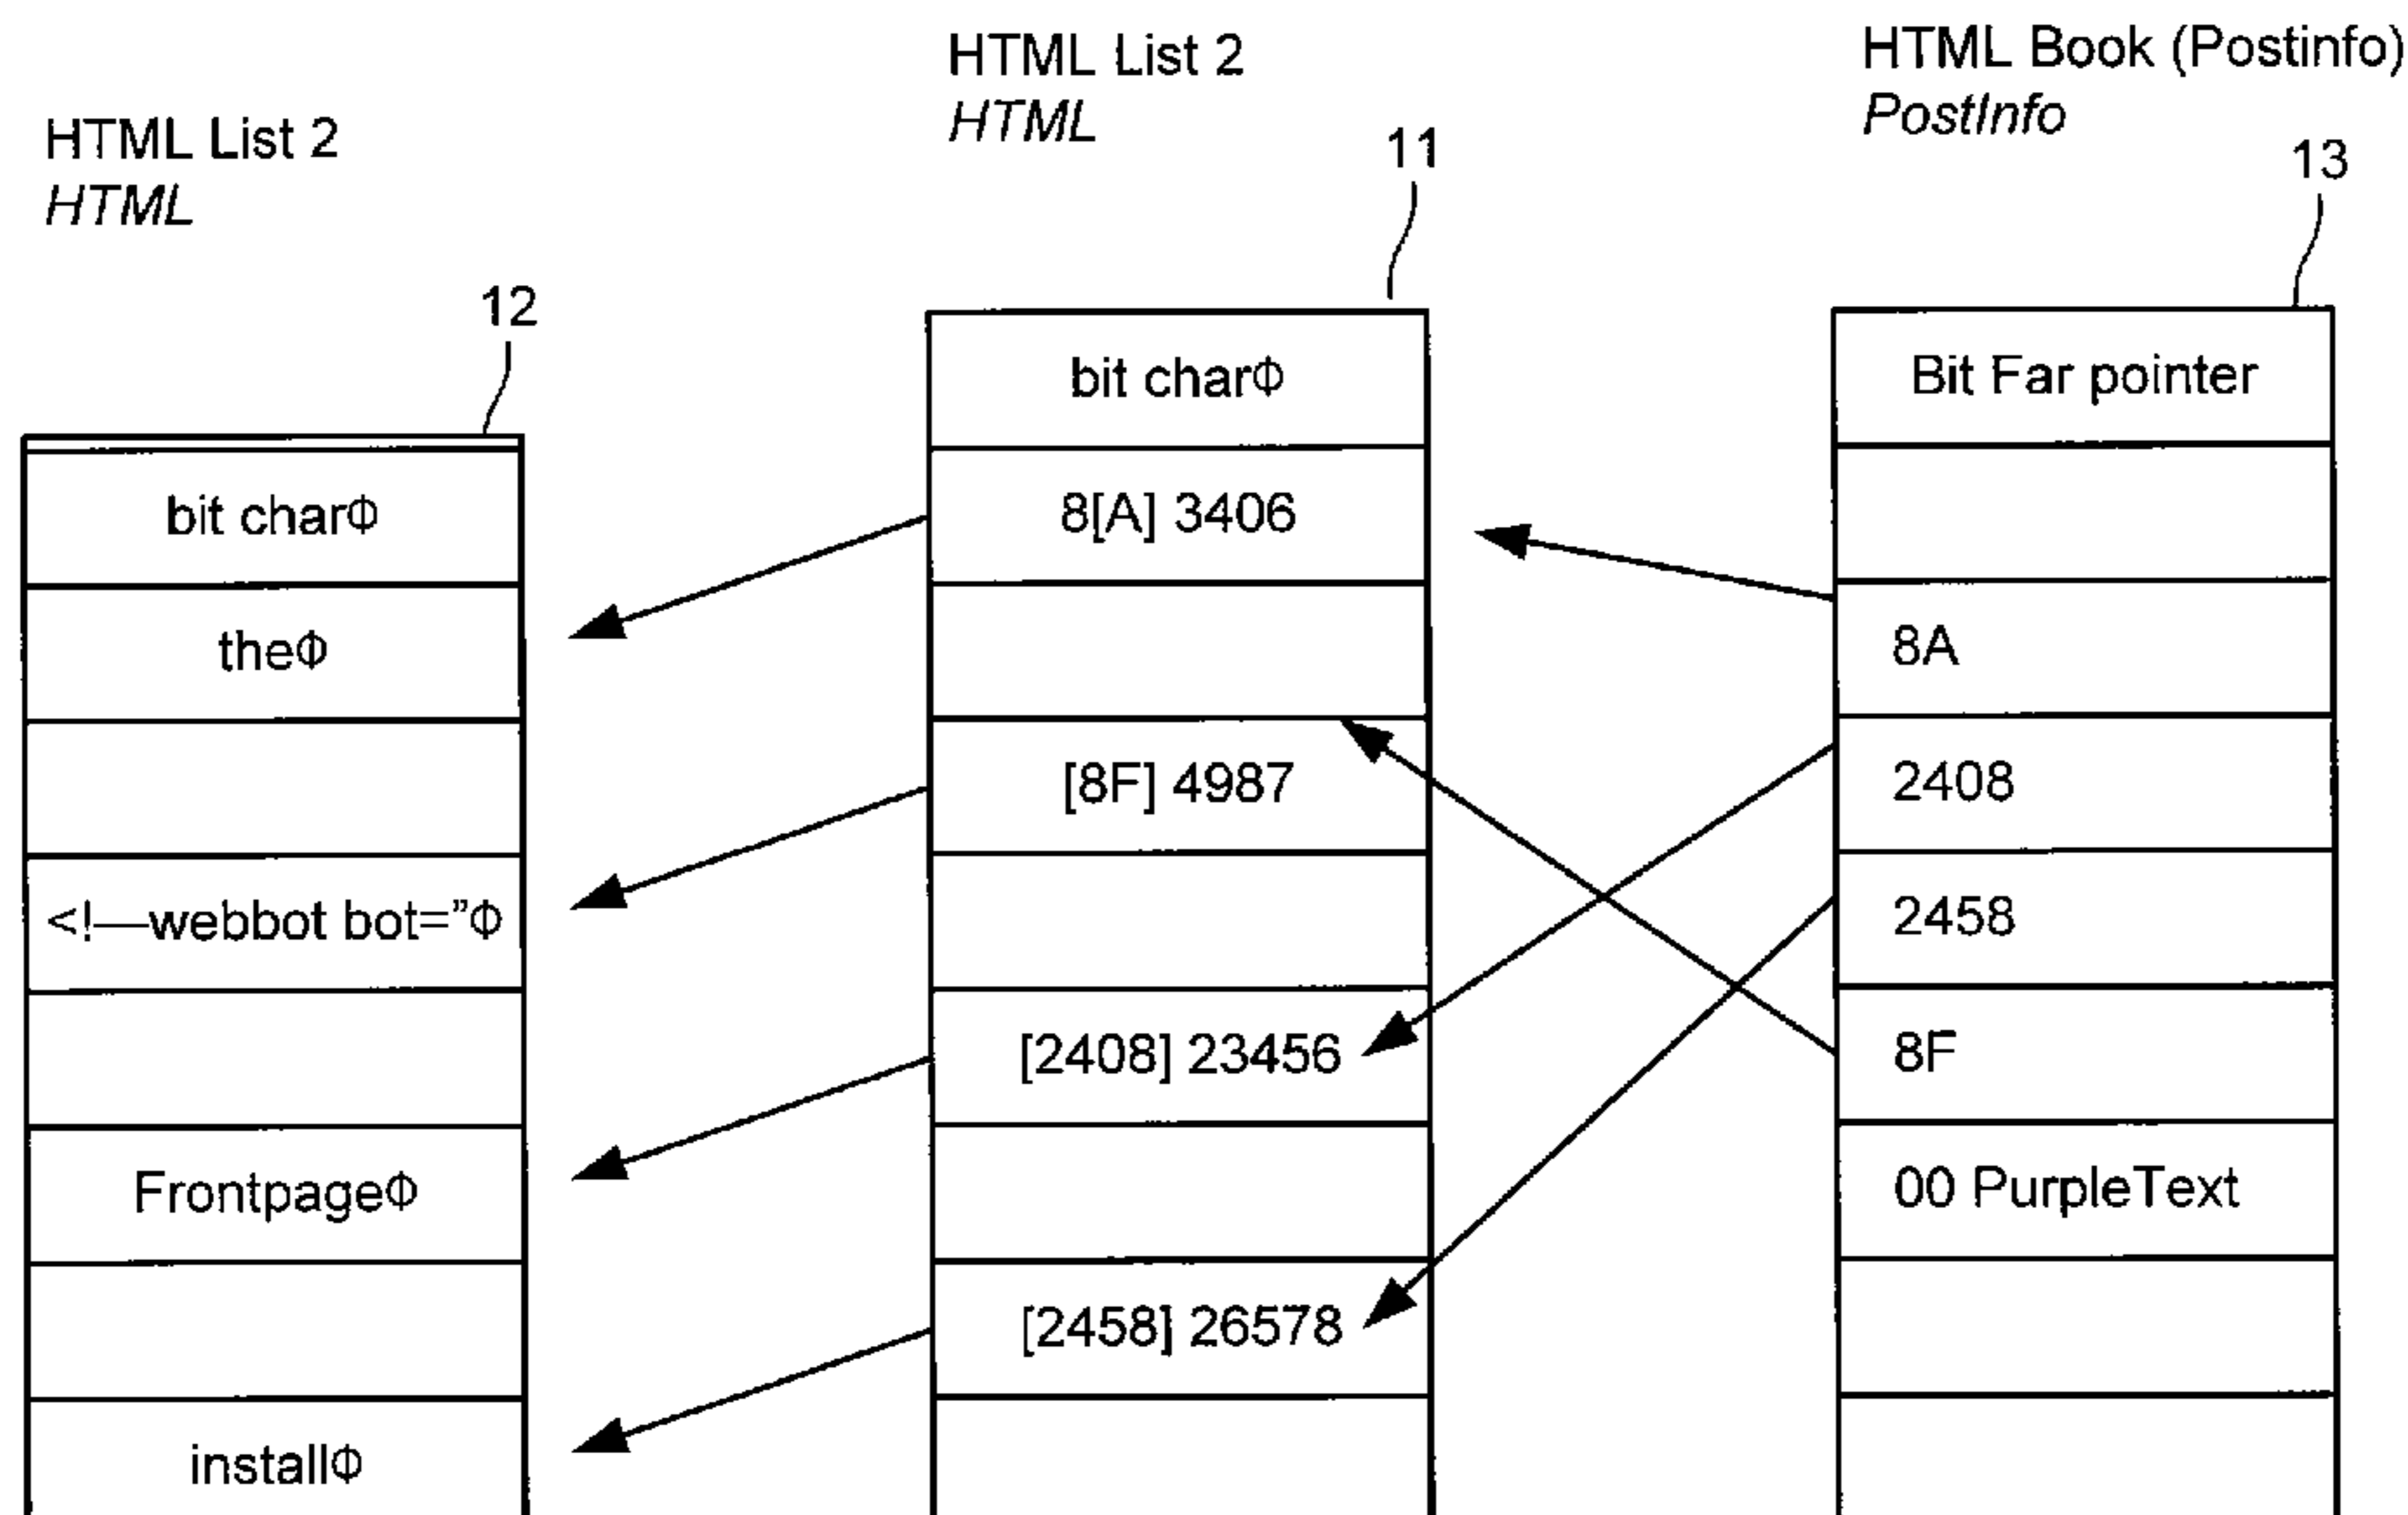 HTML List 2
HTML
12
bit charΦ
theΦ
<!—webbot bot=”Φ
FrontpageΦ
installΦ
HTML List 2
HTML
11
bit charΦ
8[A] 3406
[8F] 4987
[2408] 23456
[2458] 26578
HTML Book (Postinfo)
PostInfo
13
Bit Far pointer
8A
2408
2458
8F
00 PurpleText